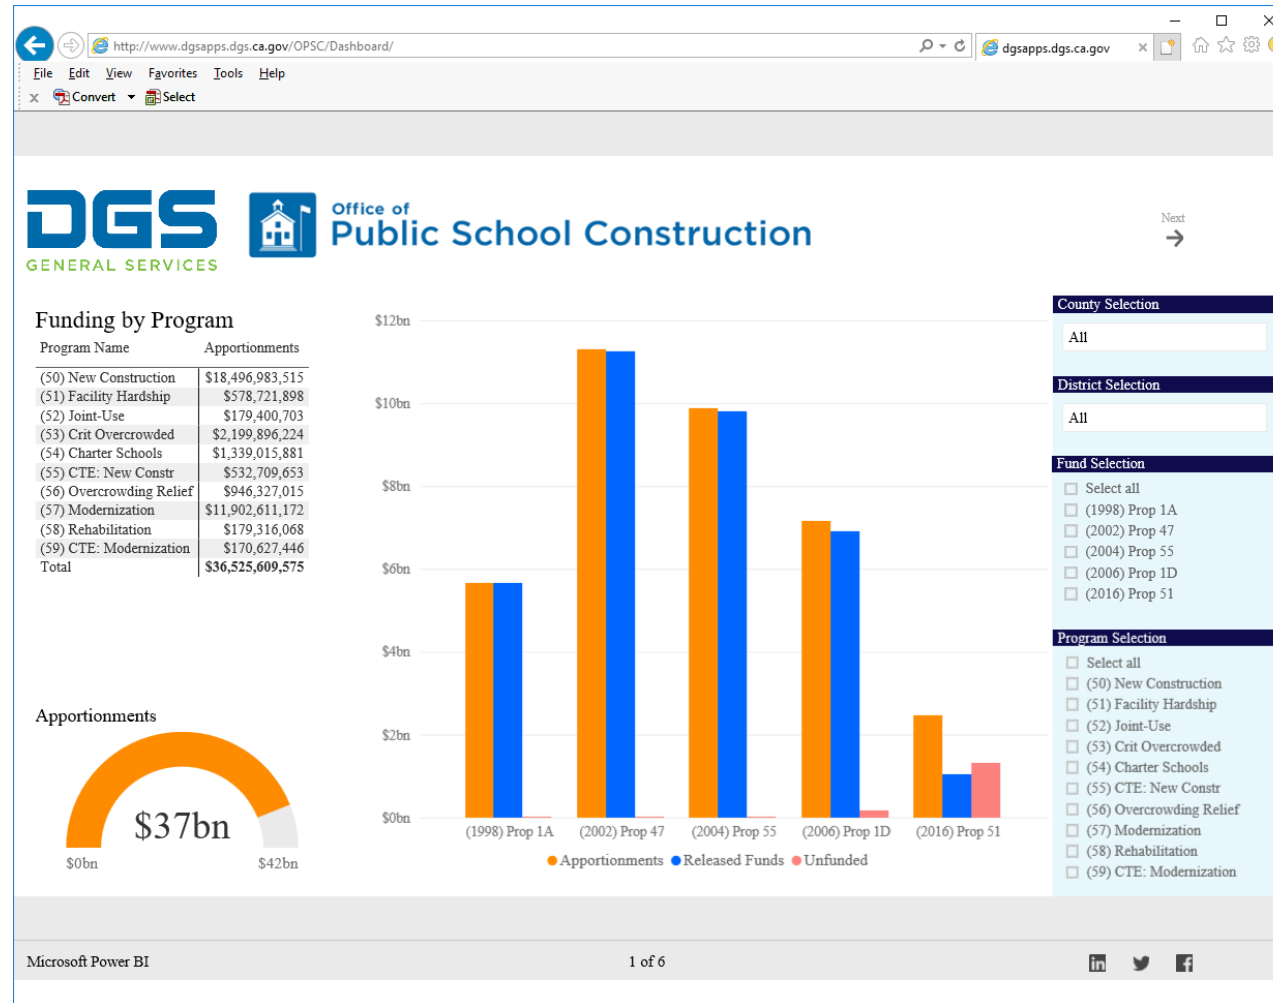 http://www.dgsapps.dgs.ca.gov/OPSC/Dashboard/
dgsapps.dgs.ca.gov
File Edit View Favorites Tools Help
x Convert Select
DGS
GENERAL SERVICES
Office of
Public School Construction
Next
Funding by Program
Program Name Apportionments
(50) New Construction $18,496,983,515
(51) Facility Hardship $578,721,898
(52) Joint-Use $179,400,703
(53) Crit Overcrowded $2,199,896,224
(54) Charter Schools $1,339,015,881
(55) CTE: New Constr $532,709,653
(56) Overcrowding Relief $946,327,015
(57) Modernization $11,902,611,172
(58) Rehabilitation $179,316,068
(59) CTE: Modernization $170,627,446
Total $36,525,609,575
Apportionments
$37bn
$0bn $42bn
$12bn
$10bn
$8bn
$6bn
$4bn
$2bn
$0bn
(1998) Prop 1A (2002) Prop 47 (2004) Prop 55 (2006) Prop 1D (2016) Prop 51
Apportionments Released Funds Unfunded
County Selection
All
District Selection
All
Fund Selection
Select all
(1998) Prop 1A
(2002) Prop 47
(2004) Prop 55
(2006) Prop 1D
(2016) Prop 51
Program Selection
Select all
(50) New Construction
(51) Facility Hardship
(52) Joint-Use
(53) Crit Overcrowded
(54) Charter Schools
(55) CTE: New Constr
(56) Overcrowding Relief
(57) Modernization
(58) Rehabilitation
(59) CTE: Modernization
Microsoft Power BI 1 of 6